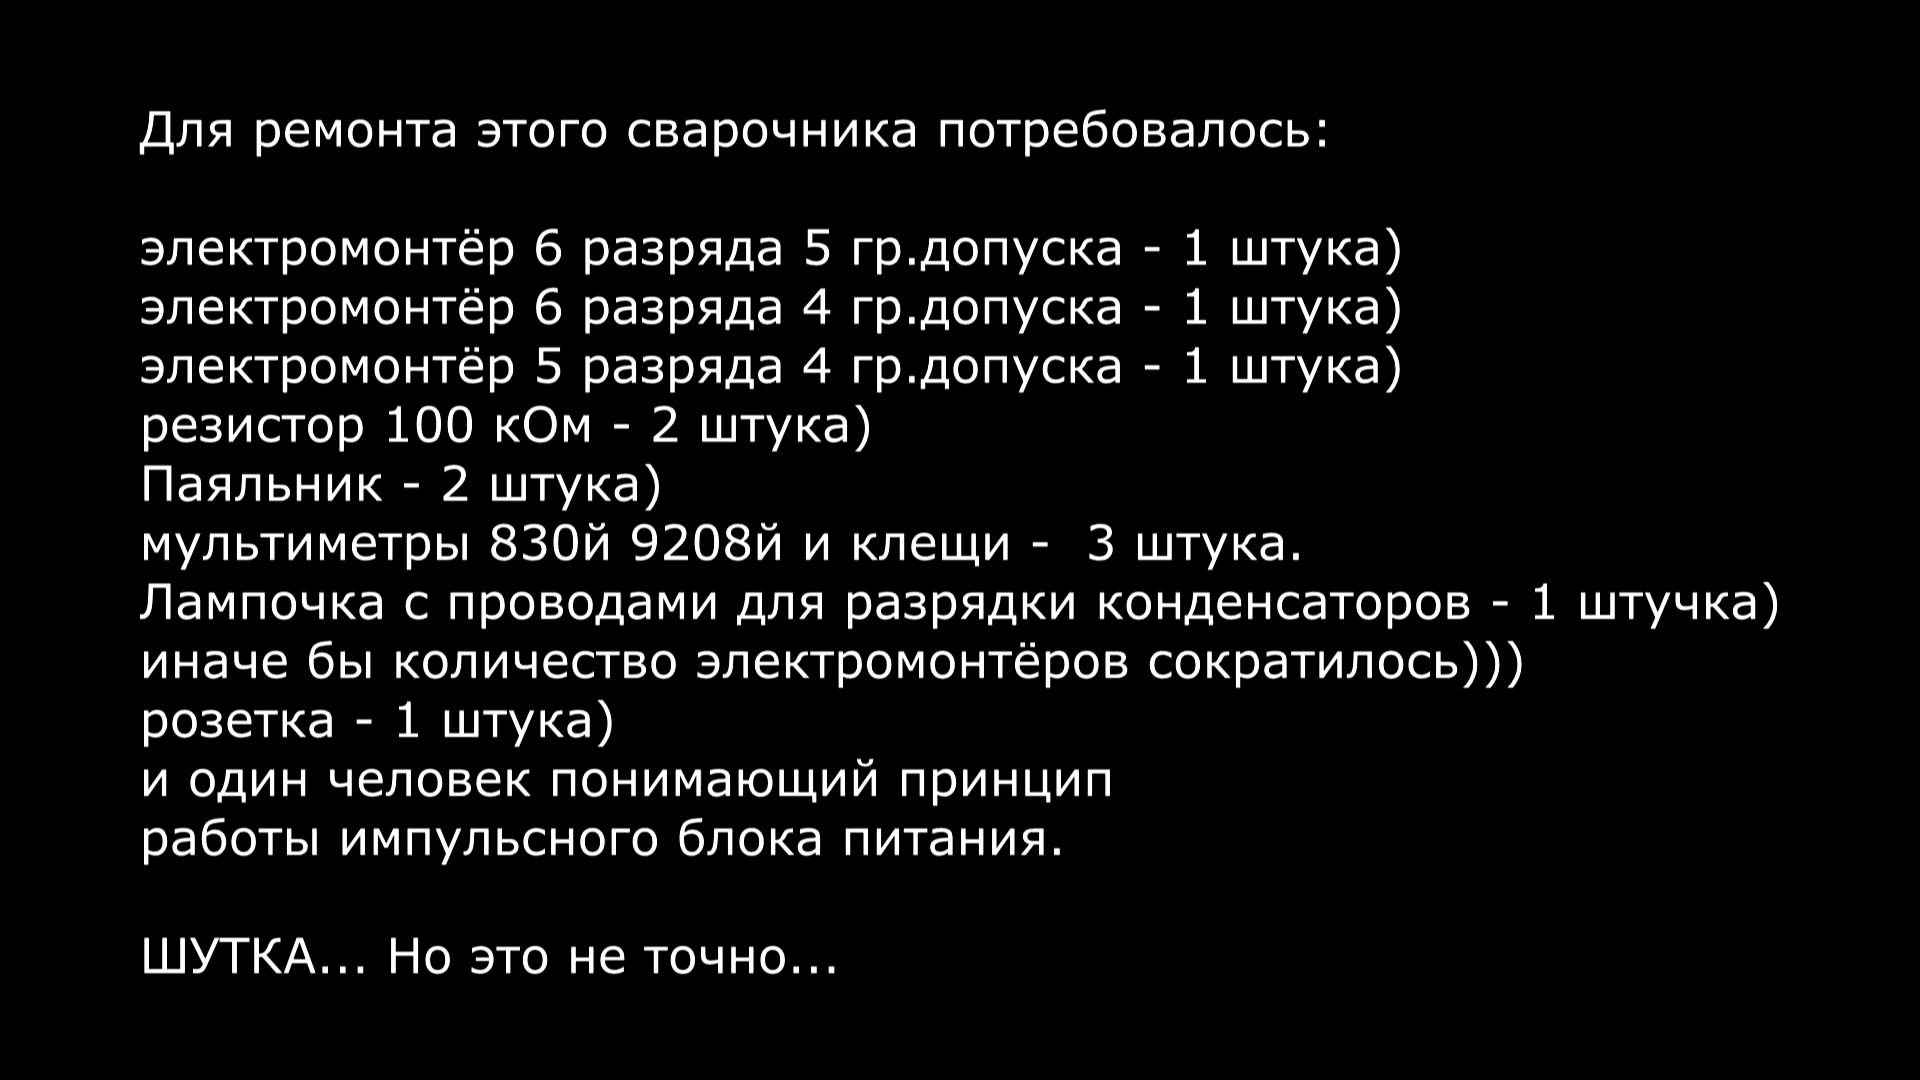 Для ремонта этого сварочника потребовалось:
электромонтёр 6 разряда 5 гр.допуска - 1 штука)
электромонтёр 6 разряда 4 гр.допуска - 1 штука)
электромонтёр 5 разряда 4 гр.допуска - 1 штука)
резистор 100 кОм - 2 штука)
Паяльник - 2 штука)
мультиметры 830й 9208й и клещи -  3 штука.
Лампочка с проводами для разрядки конденсаторов - 1 штучка)
иначе бы количество электромонтёров сократилось)))
розетка - 1 штука)
и один человек понимающий принцип
работы импульсного блока питания.
ШУТКА... Но это не точно...